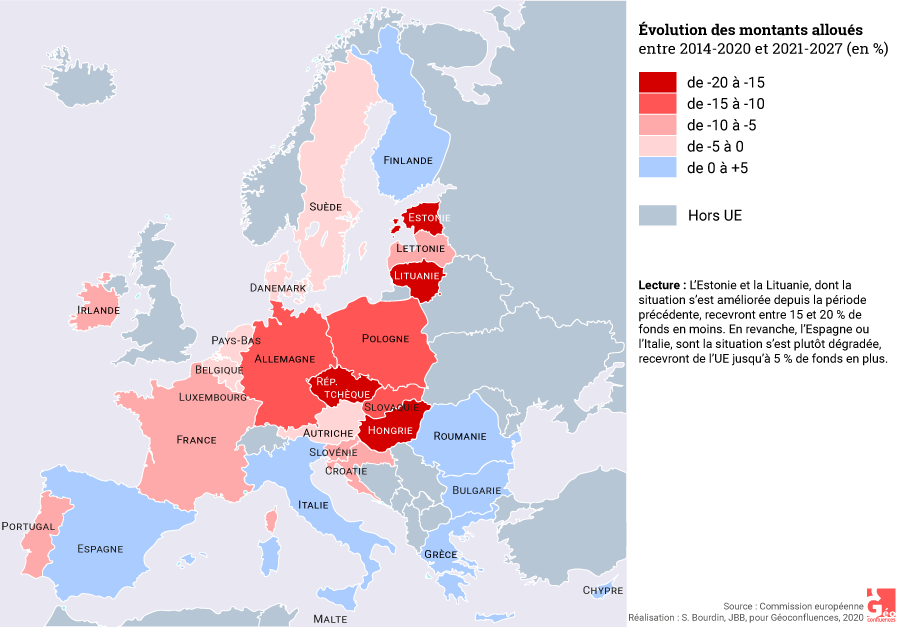 Évolution des montants alloués
entre 2014-2020 et 2021-2027 (en %)
de -20 à -15
de -15 à -10
de -10 à -5
de -5 à 0
de 0 à +5
Hors UE
Lecture : L'Estonie et la Lituanie, dont la
situation s'est améliorée depuis la période
précédente, recevront entre 15 et 20 % de
fonds en moins. En revanche, l'Espagne ou
l'Italie, sont la situation s'est plutôt dégradée,
recevront de l'UE jusqu'à 5 % de fonds en plus.
Finlande
Suède
Estonie
Lettonie
Lituanie
Danemark
Irlande
Pays-Bas
Pologne
Allemagne
Belgique
Rép.
tchèque
Luxembourg
Slovaquie
France
Autriche
Hongrie
Roumanie
Slovénie
Croatie
Bulgarie
Italie
Portugal
Espagne
Grèce
Chypre
Malte
Source : Commission européenne
Réalisation : S. Bourdin, JBB, pour Géoconfluences, 2020
Géo
confluences